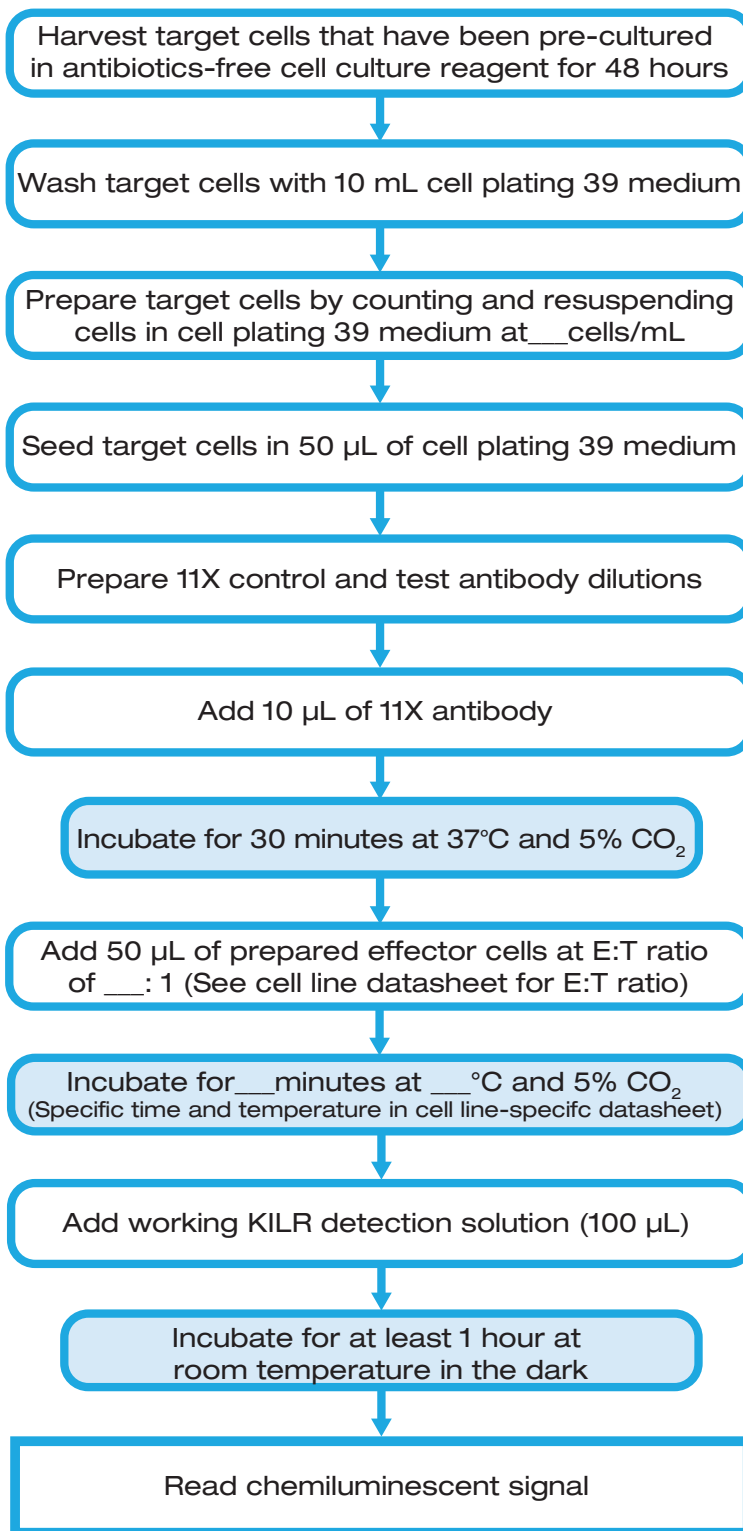 Harvest target cells that have been pre-cultured
in antibiotics-free cell culture reagent for 48 hours
Wash target cells with 10 mL cell plating 39 medium
Prepare target cells by counting and resuspending
cells in cell plating 39 medium at___cells/mL
Seed target cells in 50 µL of cell plating 39 medium
Prepare 11X control and test antibody dilutions
Add 10 µL of 11X antibody
Incubate for 30 minutes at 37°C and 5% CO₂
Add 50 µL of prepared effector cells at E:T ratio
of ___: 1 (See cell line datasheet for E:T ratio)
Incubate for___minutes at ___°C and 5% CO₂
(Specific time and temperature in cell line-specifc datasheet)
Add working KILR detection solution (100 µL)
Incubate for at least 1 hour at
room temperature in the dark
Read chemiluminescent signal